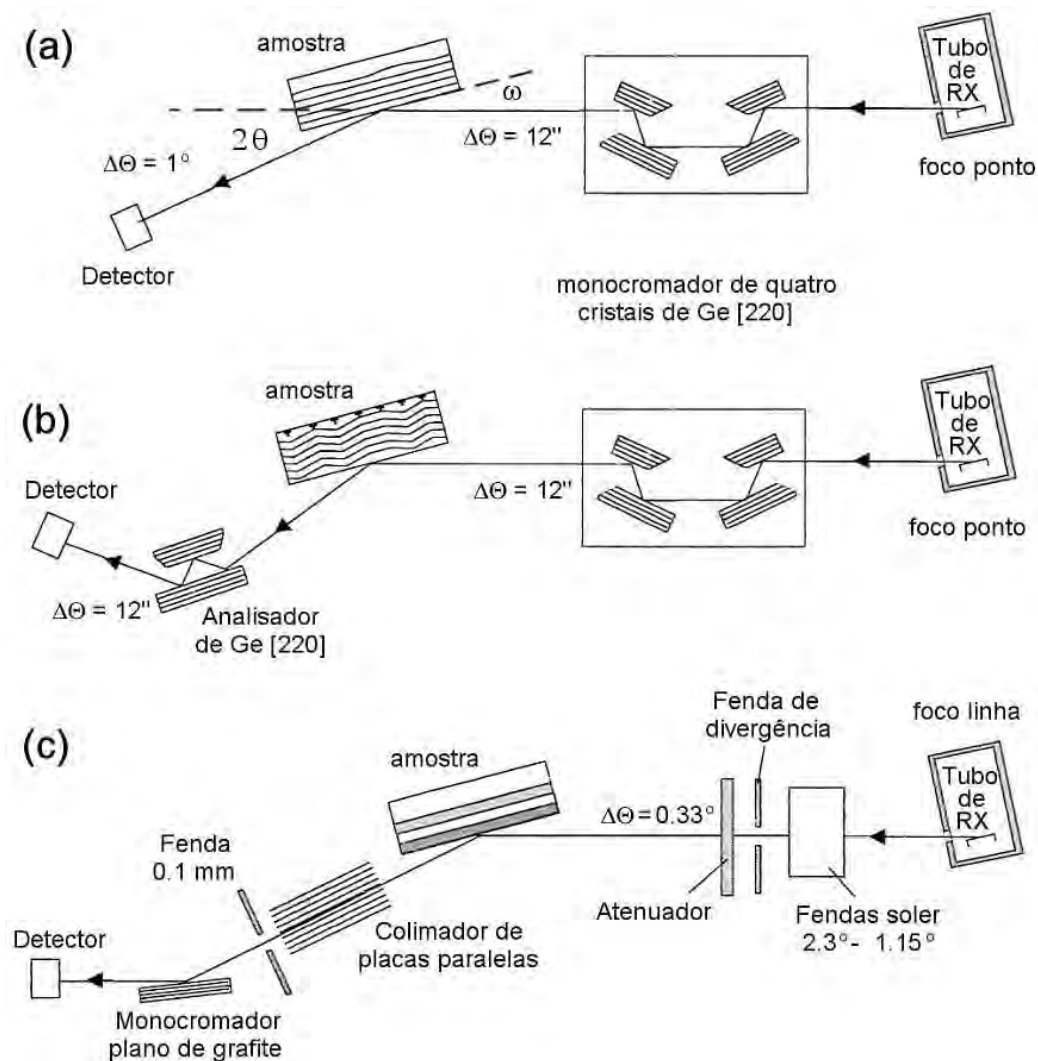 (a)
amostra
ω
Tubo
de
RX
2θ
ΔΘ = 12"
ΔΘ = 1°
foco ponto
Detector
monocromador de quatro
cristais de Ge [220]
(b)
amostra
Tubo
de
RX
Detector
ΔΘ = 12"
foco ponto
ΔΘ = 12"
Analisador
de Ge [220]
(c)
Fenda de
divergência
foco linha
amostra
Tubo
de
RX
ΔΘ = 0.33°
Fenda
0.1 mm
Atenuador
Fendas soler
2.3°- 1.15°
Colimador de
placas paralelas
Detector
Monocromador
plano de grafite